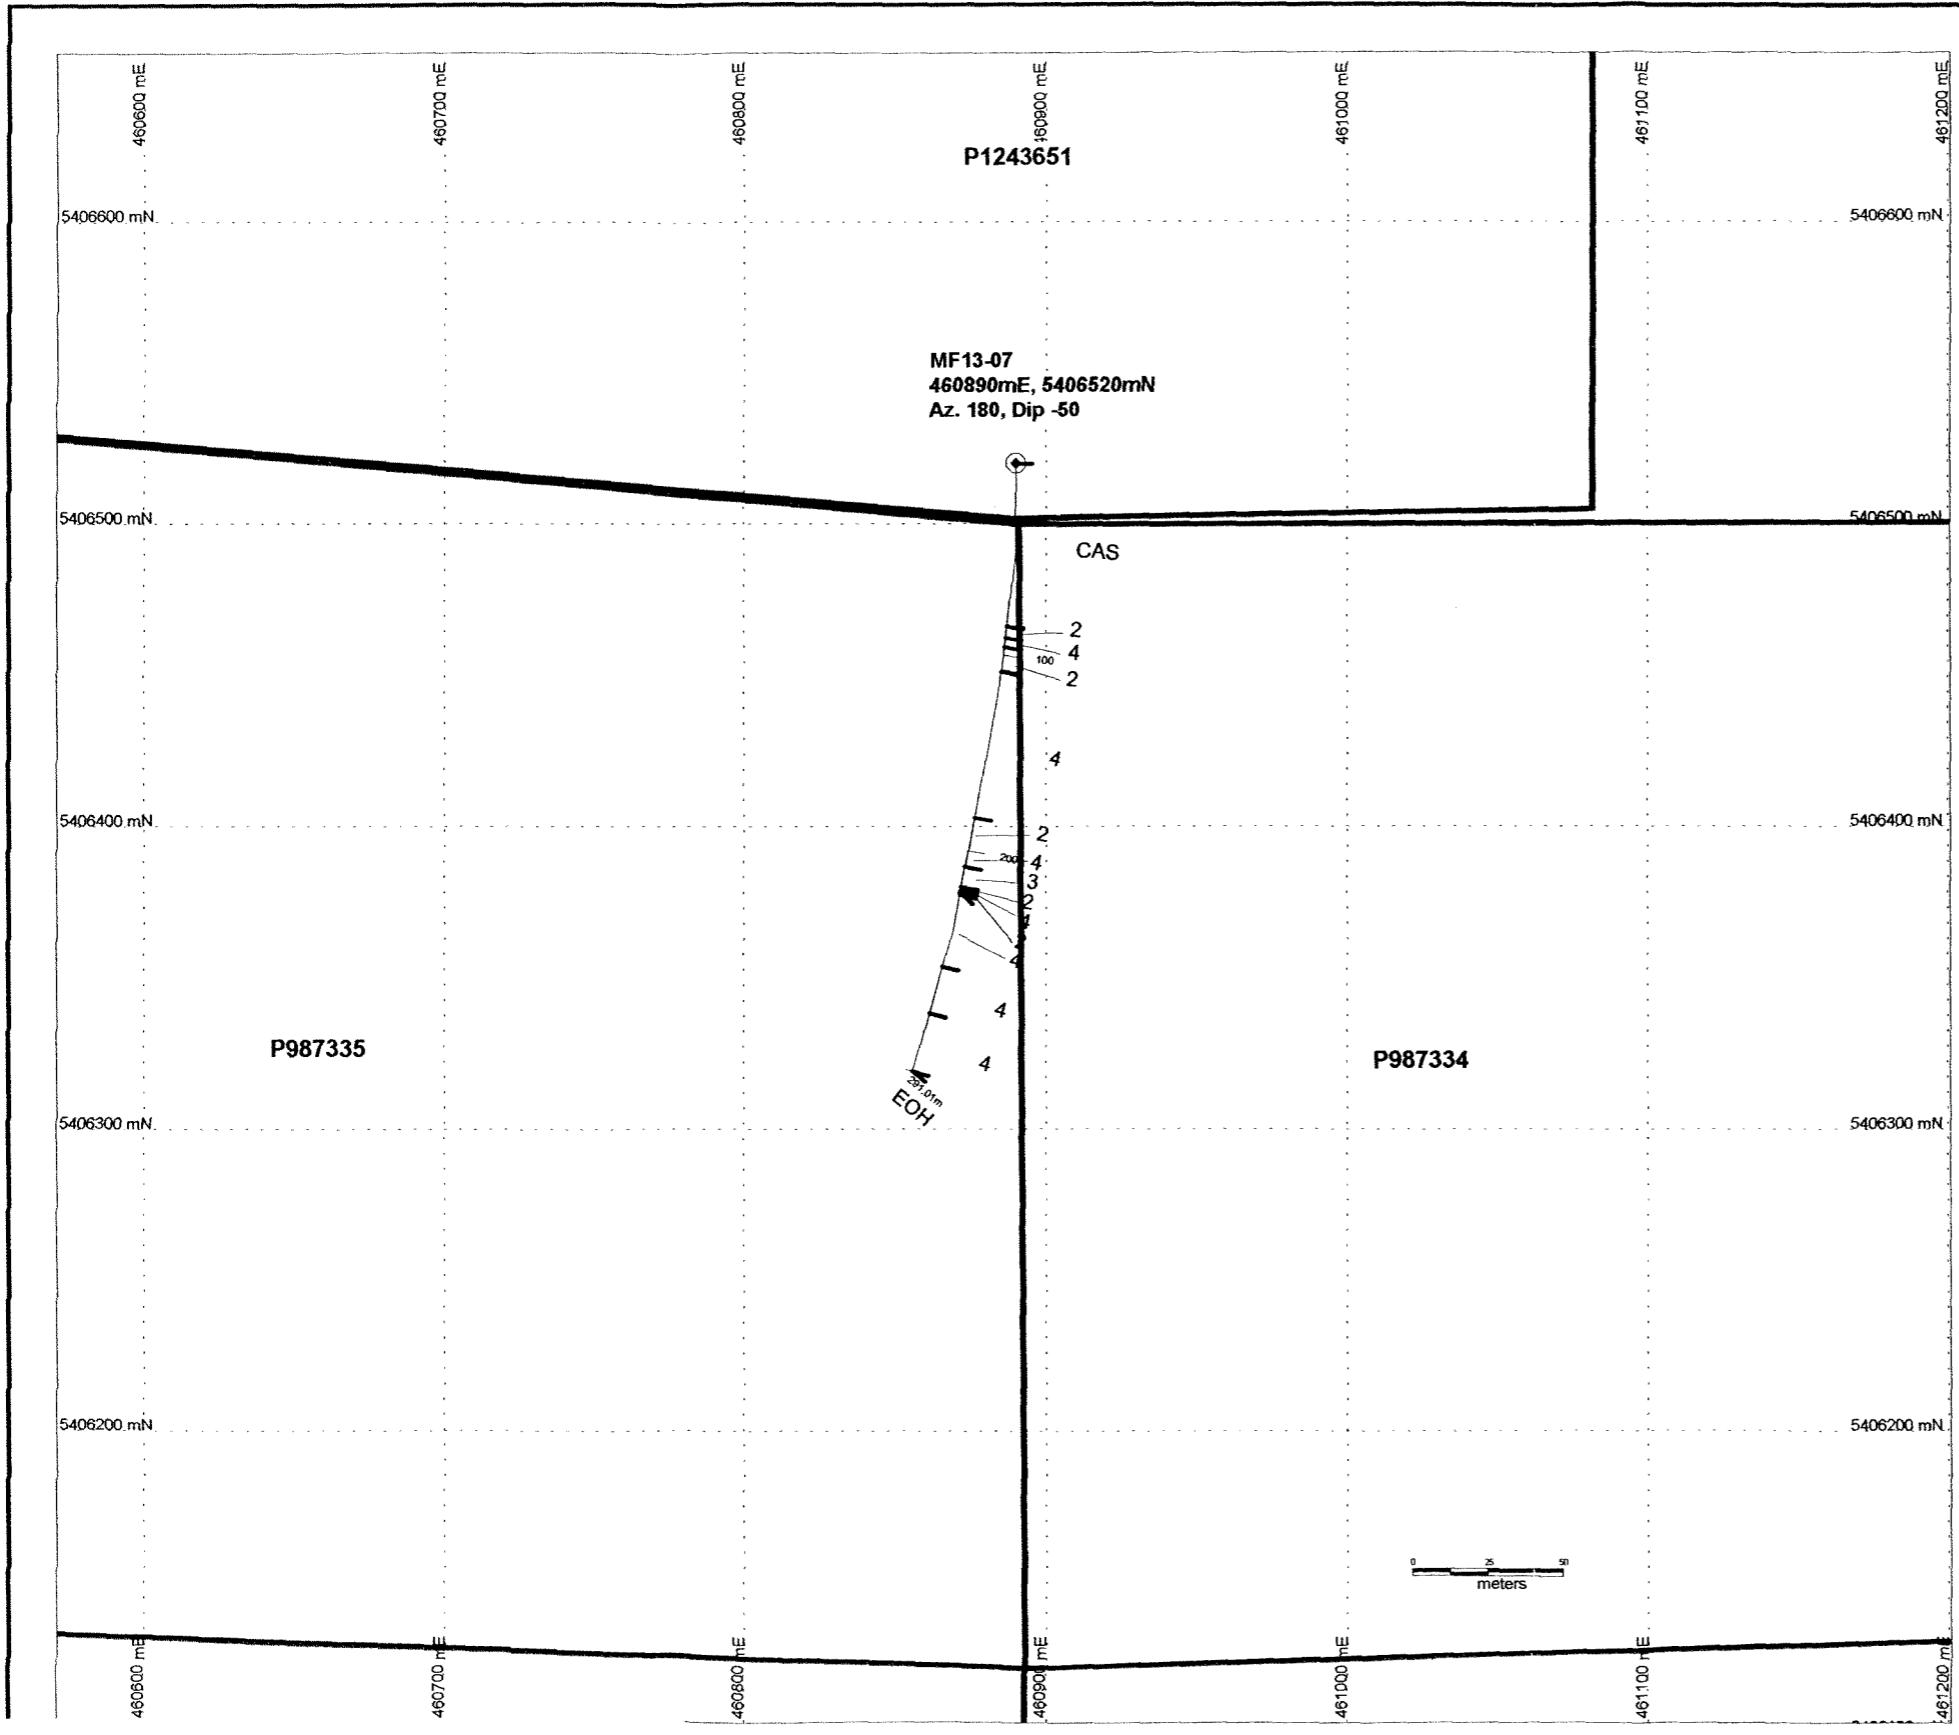 460600 mE
460700 mE
460800 mE
460900 mE
461000 mE
461100 mE
461200 mE
P1243651
5406600 mN
5406600 mN
MF13-07
460890mE, 5406520mN
Az. 180, Dip -50
5406500 mN
5406500 mN
CAS
2
4
100
2
4
5406400 mN
5406400 mN
2
200
4
3
2
4
4
4
P987335
P987334
4
291.01m
EOH
5406300 mN
5406300 mN
5406200 mN
5406200 mN
0 25 50
meters
460600 mE
460700 mE
460800 mE
460900 mE
461000 mE
461100 mE
461200 mE